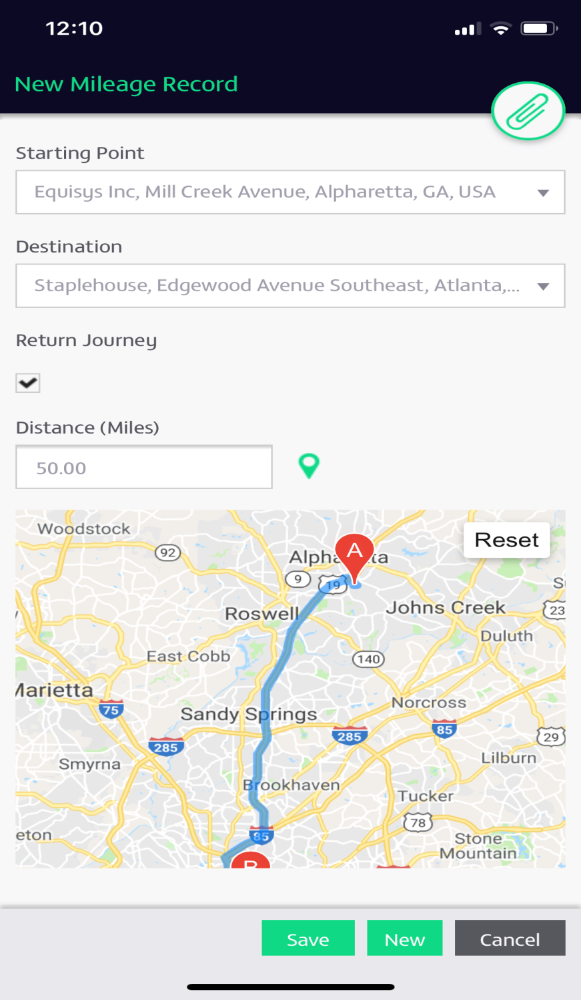 12:10
New Mileage Record
Starting Point
Equisys Inc, Mill Creek Avenue, Alpharetta, GA, USA
Destination
Staplehouse, Edgewood Avenue Southeast, Atlanta,...
Return Journey
Distance (Miles)
50.00
Woodstock
Reset
92
A
9
19
Roswell
Johns Creek
23
Duluth
East Cobb
140
Marietta
75
Norcross
Sandy Springs
285
285
85
29
Smyrna
Lilburn
Brookhaven
Tucker
78
eton
85
Stone
Mountain
B
Save New Cancel